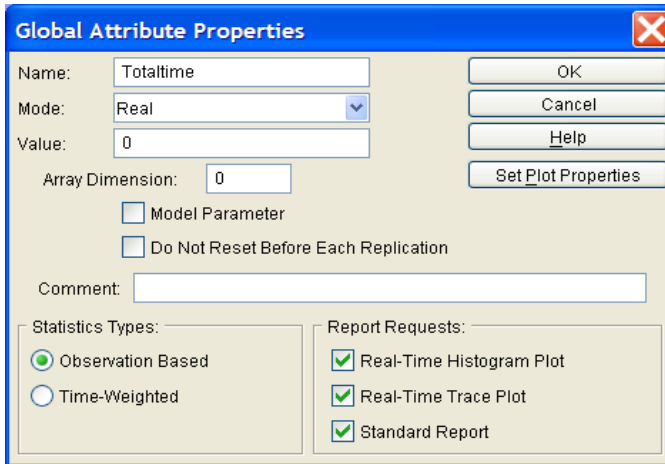 Global Attribute Properties
Name: Totaltime
OK
Mode: Real
Cancel
Value: 0
Help
Array Dimension: 0
Set Plot Properties
Model Parameter
Do Not Reset Before Each Replication
Comment:
Statistics Types:
Observation Based
Time-Weighted
Report Requests:
Real-Time Histogram Plot
Real-Time Trace Plot
Standard Report